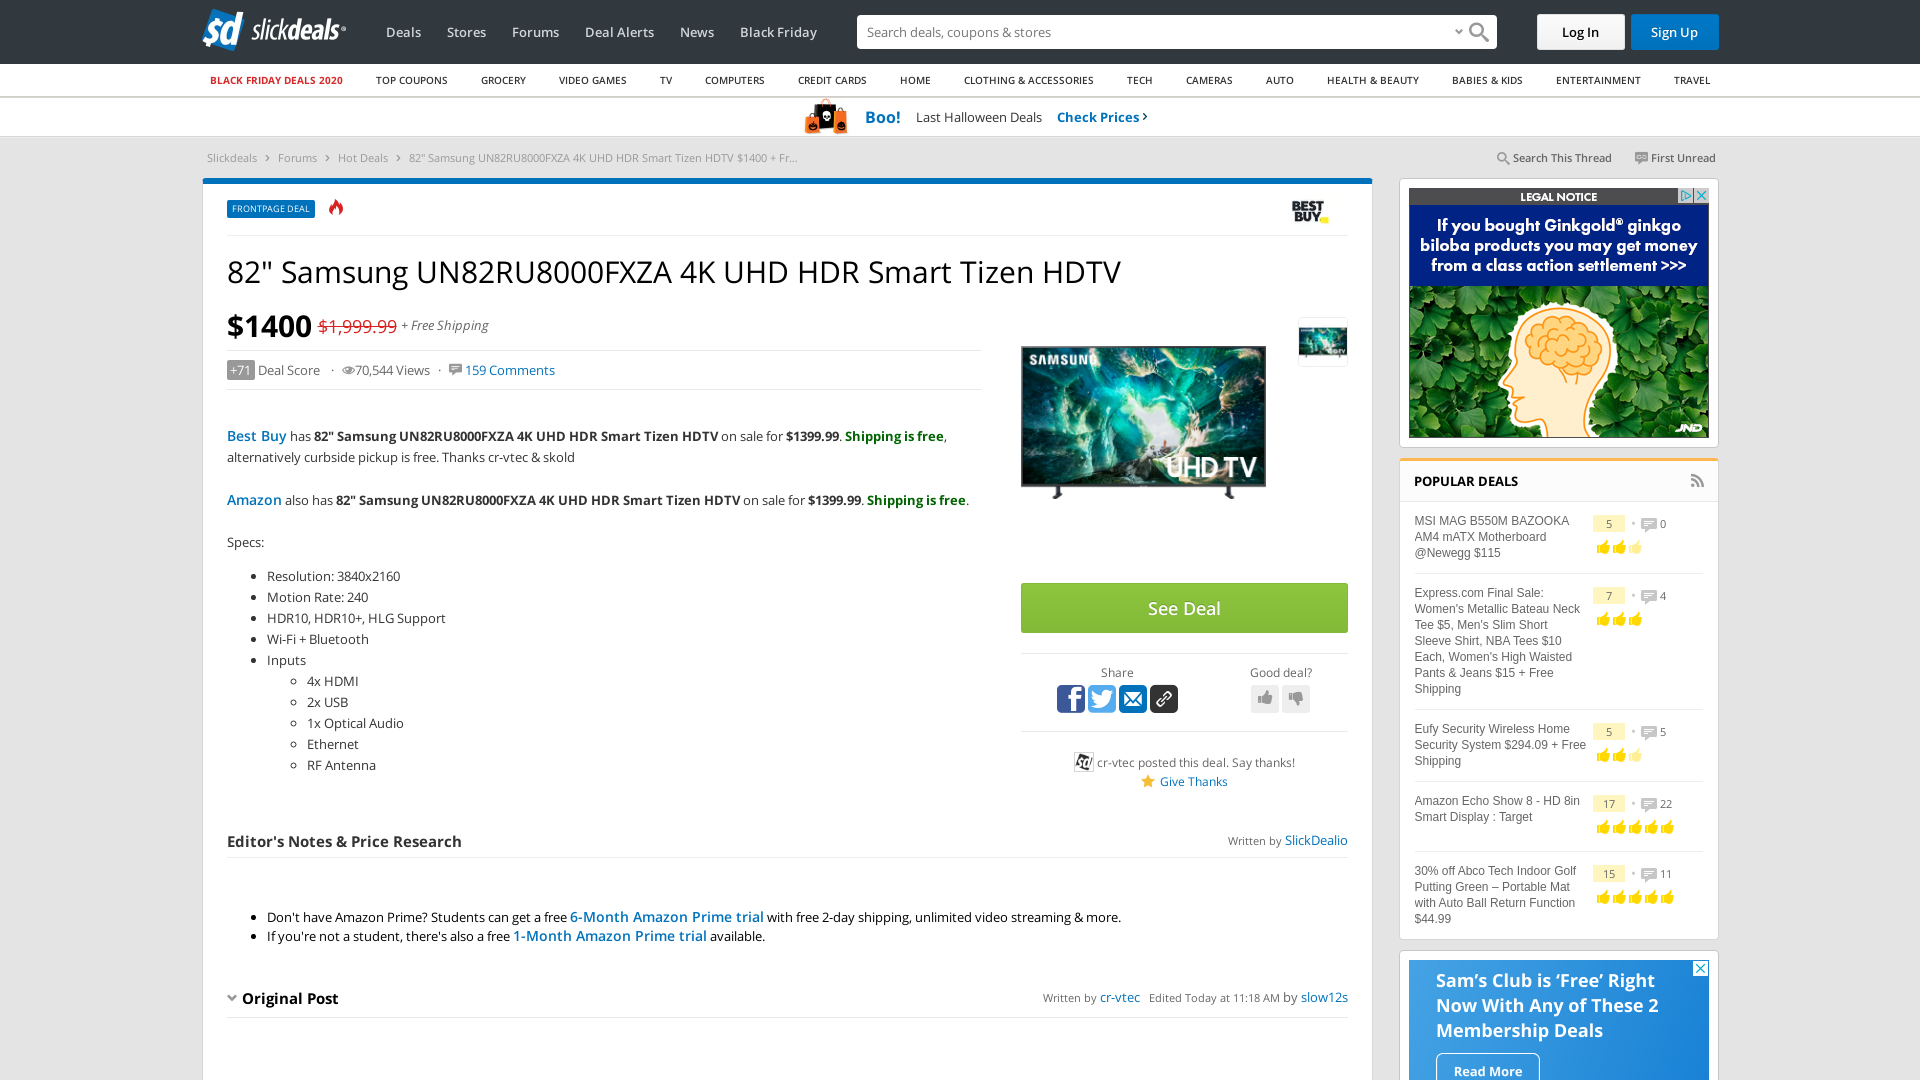 sd slickdeals
Deals Stores Forums Deal Alerts News Black Friday
Search deals, coupons & stores
Log In Sign Up
BLACK FRIDAY DEALS 2020 TOP COUPONS GROCERY VIDEO GAMES TV COMPUTERS CREDIT CARDS HOME CLOTHING & ACCESSORIES TECH CAMERAS AUTO HEALTH & BEAUTY BABIES & KIDS ENTERTAINMENT TRAVEL
Boo! Last Halloween Deals Check Prices ›
Slickdeals › Forums › Hot Deals › 82" Samsung UN82RU8000FXZA 4K UHD HDR Smart Tizen HDTV $1400 + Fr...
Search This Thread First Unread
FRONTPAGE DEAL
BEST
BUY
82" Samsung UN82RU8000FXZA 4K UHD HDR Smart Tizen HDTV
$1400 $1,999.99 + Free Shipping
+71 Deal Score · 70,544 Views · 159 Comments
Best Buy has 82" Samsung UN82RU8000FXZA 4K UHD HDR Smart Tizen HDTV on sale for $1399.99. Shipping is free,
alternatively curbside pickup is free. Thanks cr-vtec & skold
Amazon also has 82" Samsung UN82RU8000FXZA 4K UHD HDR Smart Tizen HDTV on sale for $1399.99. Shipping is free.
Specs:
• Resolution: 3840x2160
• Motion Rate: 240
• HDR10, HDR10+, HLG Support
• Wi-Fi + Bluetooth
• Inputs
◦ 4x HDMI
◦ 2x USB
◦ 1x Optical Audio
◦ Ethernet
◦ RF Antenna
SAMSUNG
UHD TV
See Deal
Share Good deal?
cr-vtec posted this deal. Say thanks!
Give Thanks
Editor's Notes & Price Research
Written by SlickDealio
• Don't have Amazon Prime? Students can get a free 6-Month Amazon Prime trial with free 2-day shipping, unlimited video streaming & more.
• If you're not a student, there's also a free 1-Month Amazon Prime trial available.
Original Post
Written by cr-vtec Edited Today at 11:18 AM by slow12s
LEGAL NOTICE
If you bought Ginkgold® ginkgo
biloba products you may get money
from a class action settlement >>>
JND
POPULAR DEALS
MSI MAG B550M BAZOOKA
AM4 mATX Motherboard
@Newegg $115
5 • 0
Express.com Final Sale:
Women's Metallic Bateau Neck
Tee $5, Men's Slim Short
Sleeve Shirt, NBA Tees $10
Each, Women's High Waisted
Pants & Jeans $15 + Free
Shipping
7 • 4
Eufy Security Wireless Home
Security System $294.09 + Free
Shipping
5 • 5
Amazon Echo Show 8 - HD 8in
Smart Display : Target
17 • 22
30% off Abco Tech Indoor Golf
Putting Green – Portable Mat
with Auto Ball Return Function
$44.99
15 • 11
Sam's Club is 'Free' Right
Now With Any of These 2
Membership Deals
Read More